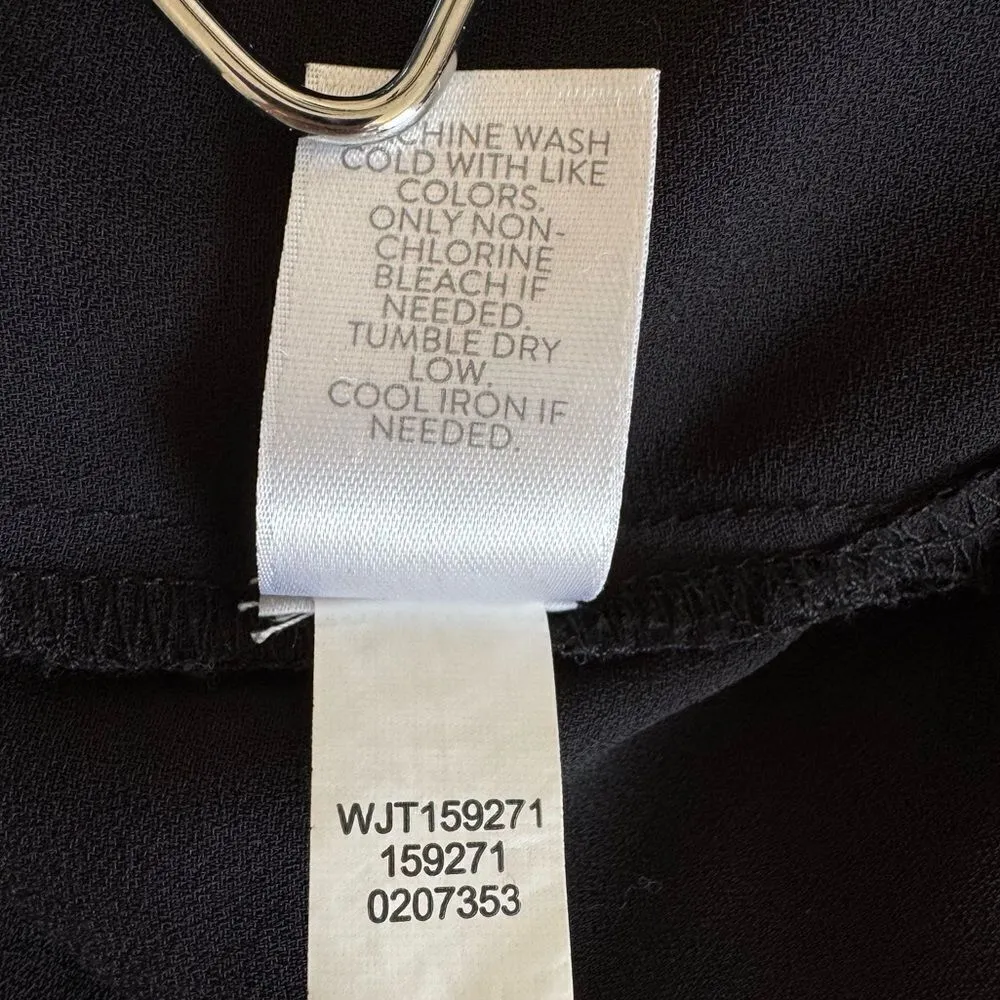 MACHINE WASH
COLD WITH LIKE
COLORS.
ONLY NON-
CHLORINE
BLEACH IF
NEEDED.
TUMBLE DRY
LOW.
COOL IRON IF
NEEDED.
WJT159271
159271
0207353